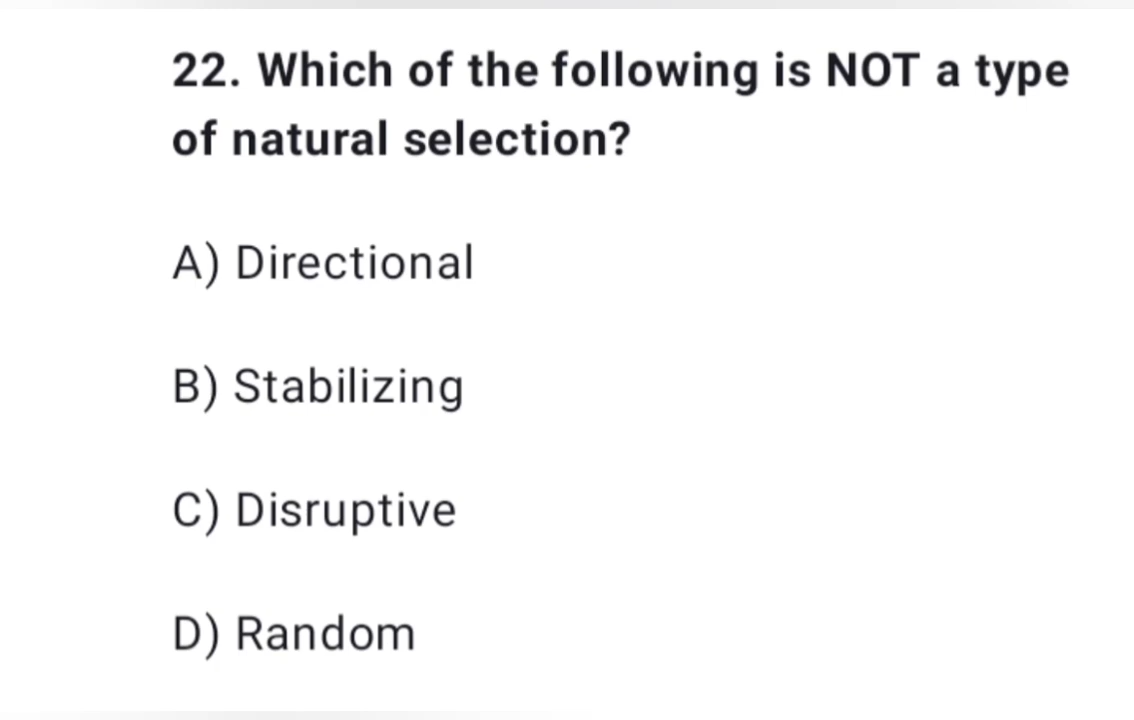 22. Which of the following is NOT a type
of natural selection?
A) Directional
B) Stabilizing
C) Disruptive
D) Random